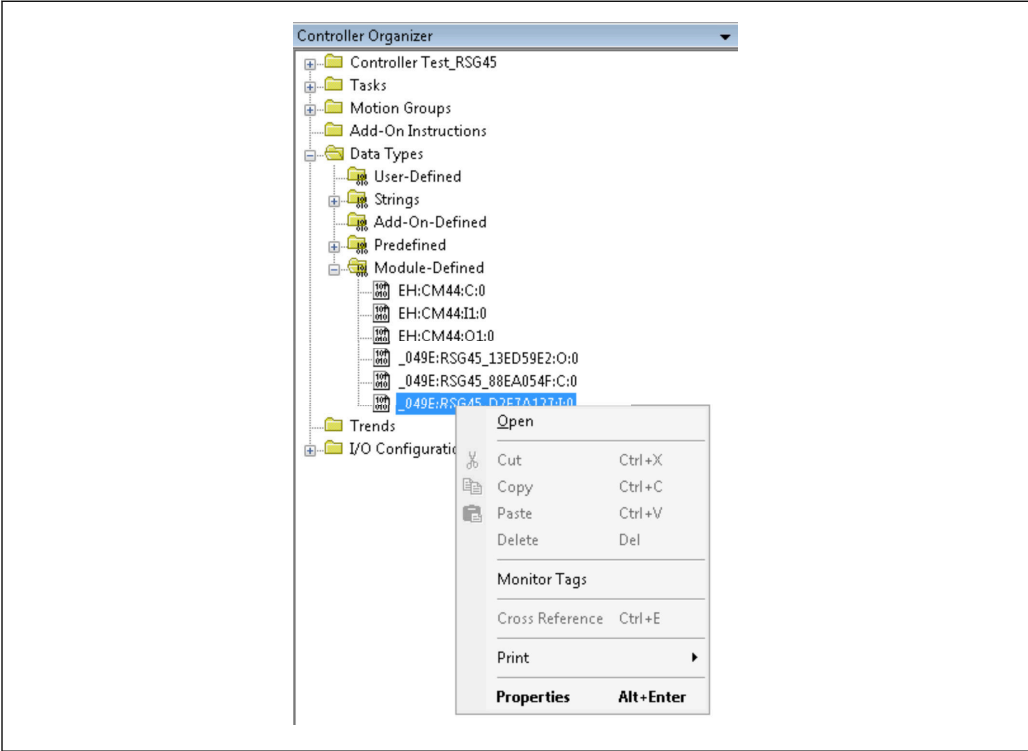 Controller Organizer
Controller Test_RSG45
Tasks
Motion Groups
Add-On Instructions
Data Types
User-Defined
Strings
Add-On-Defined
Predefined
Module-Defined
EH:CM44:C:0
EH:CM44:I1:0
EH:CM44:O1:0
_049E:RSG45_13ED59E2:O:0
_049E:RSG45_88EA054F:C:0
_049E:RSG45_D2E7A127:I:0
Trends
I/O Configuratio
Open
Cut Ctrl+X
Copy Ctrl+C
Paste Ctrl+V
Delete Del
Monitor Tags
Cross Reference Ctrl+E
Print
Properties Alt+Enter